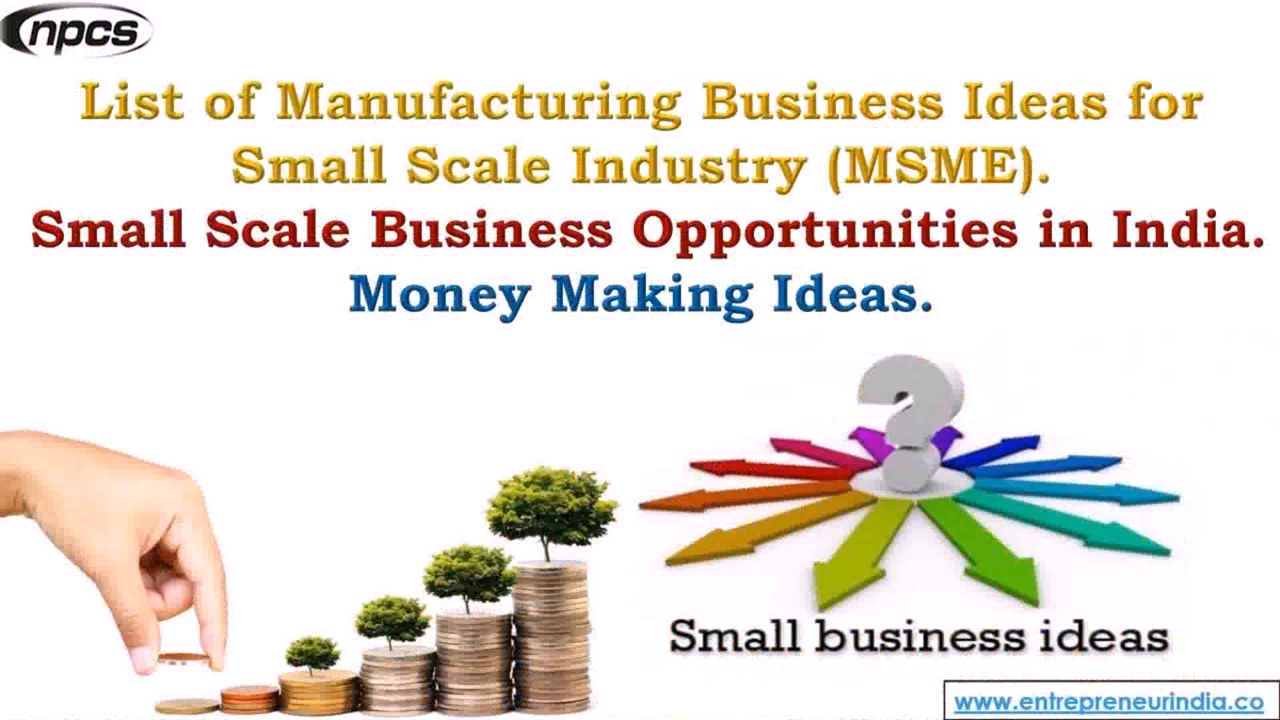 npcs
List of Manufacturing Business Ideas for
Small Scale Industry (MSME).
Small Scale Business Opportunities in India.
Money Making Ideas.
Small business ideas
www.entrepreneurindia.co